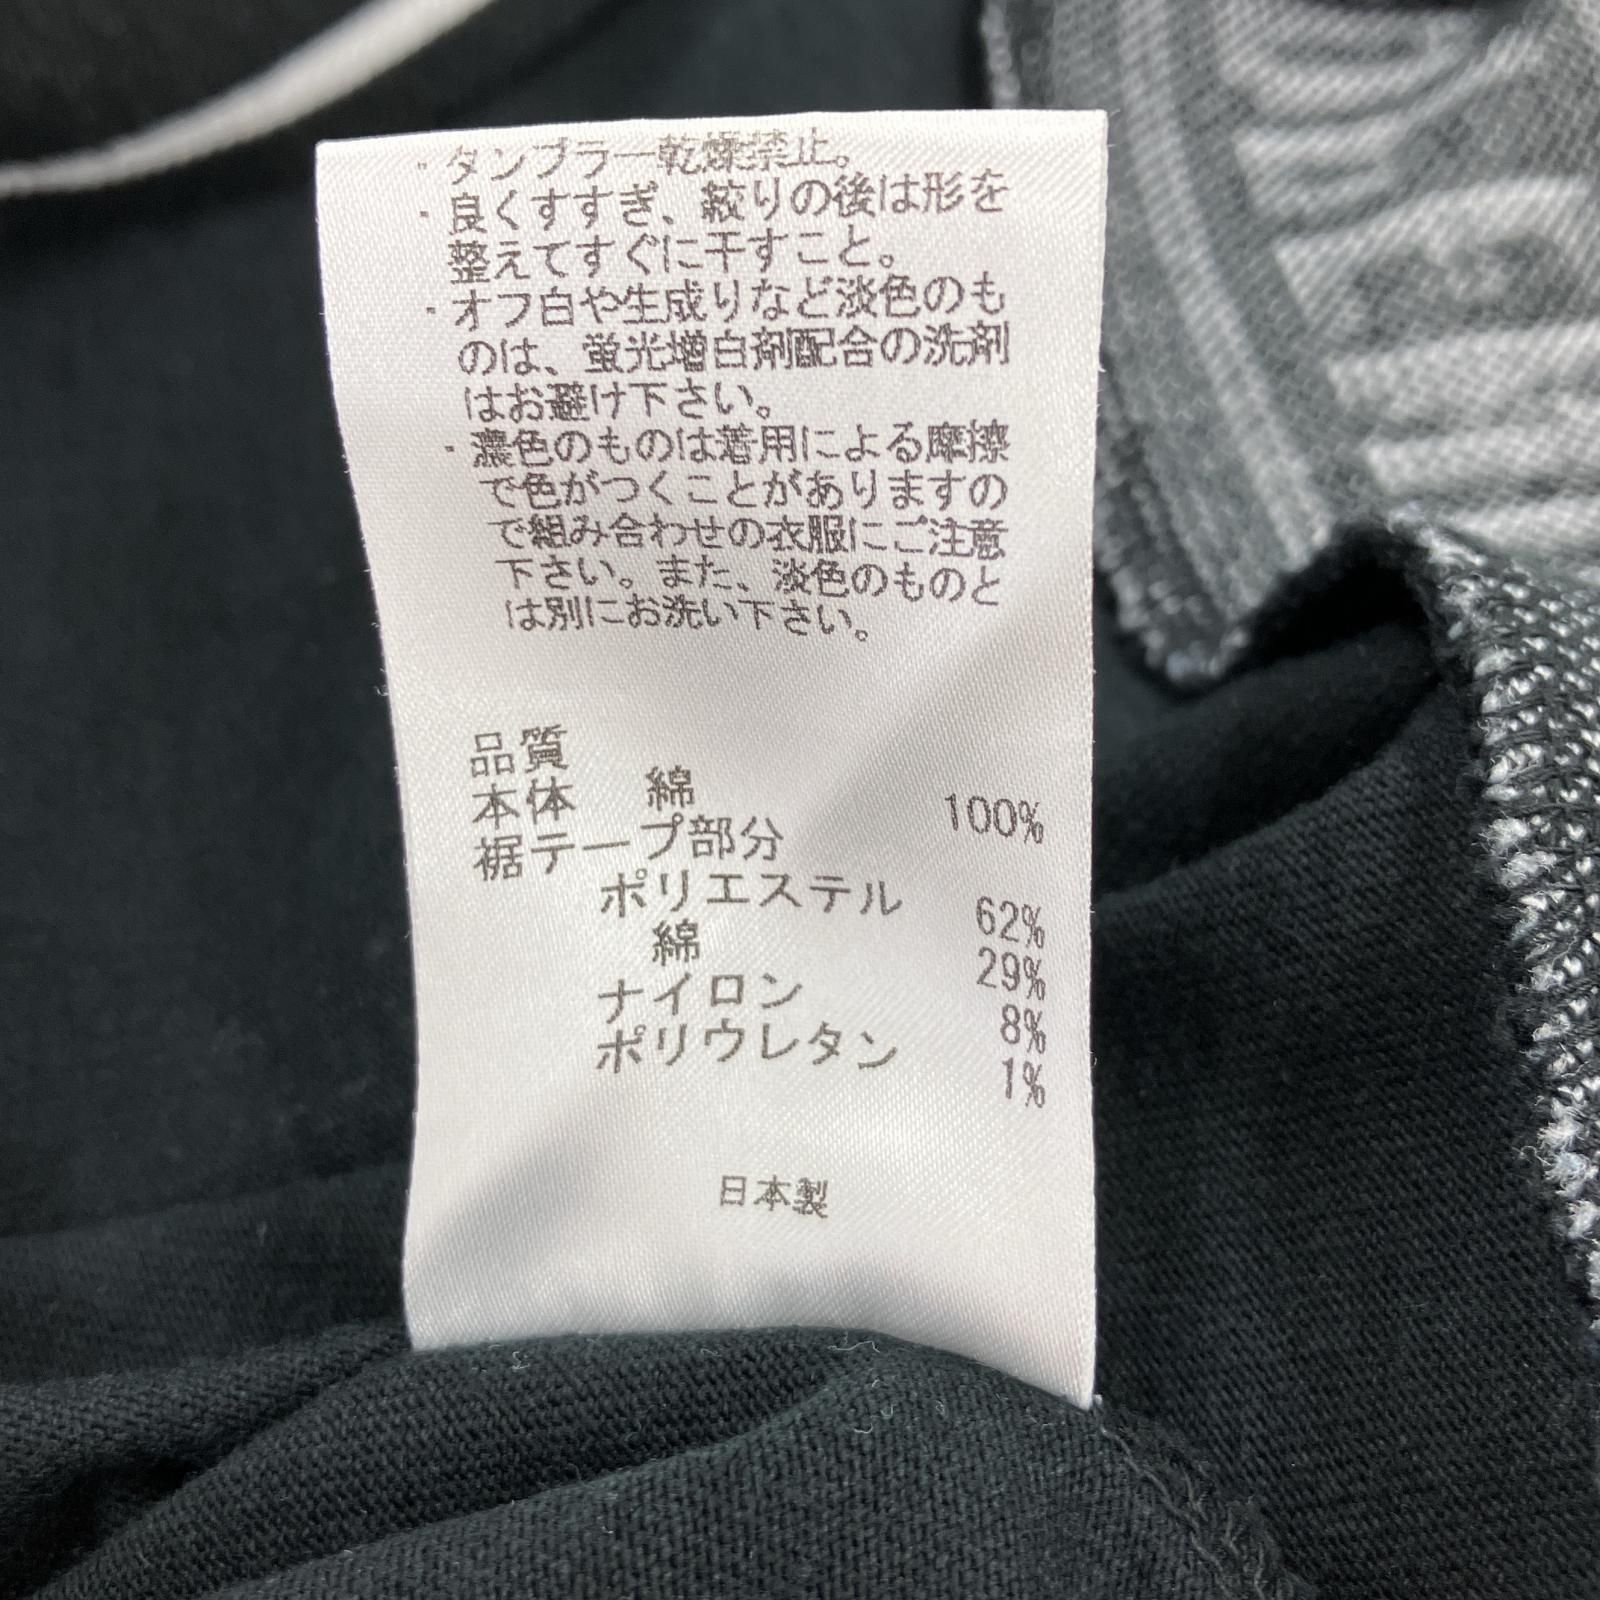 ・タンブラー乾燥禁止。
・良くすすぎ、絞りの後は形を
整えてすぐに干すこと。
・オフ白や生成りなど淡色のも
のは、蛍光増白剤配合の洗剤
はお避け下さい。
・濃色のものは着用による摩擦
で色がつくことがありますの
で組み合わせの衣服にご注意
下さい。また、淡色のものと
は別にお洗い下さい。
品質
本体 綿 100%
裾テープ部分
ポリエステル 62%
綿 29%
ナイロン 8%
ポリウレタン 1%
日本製